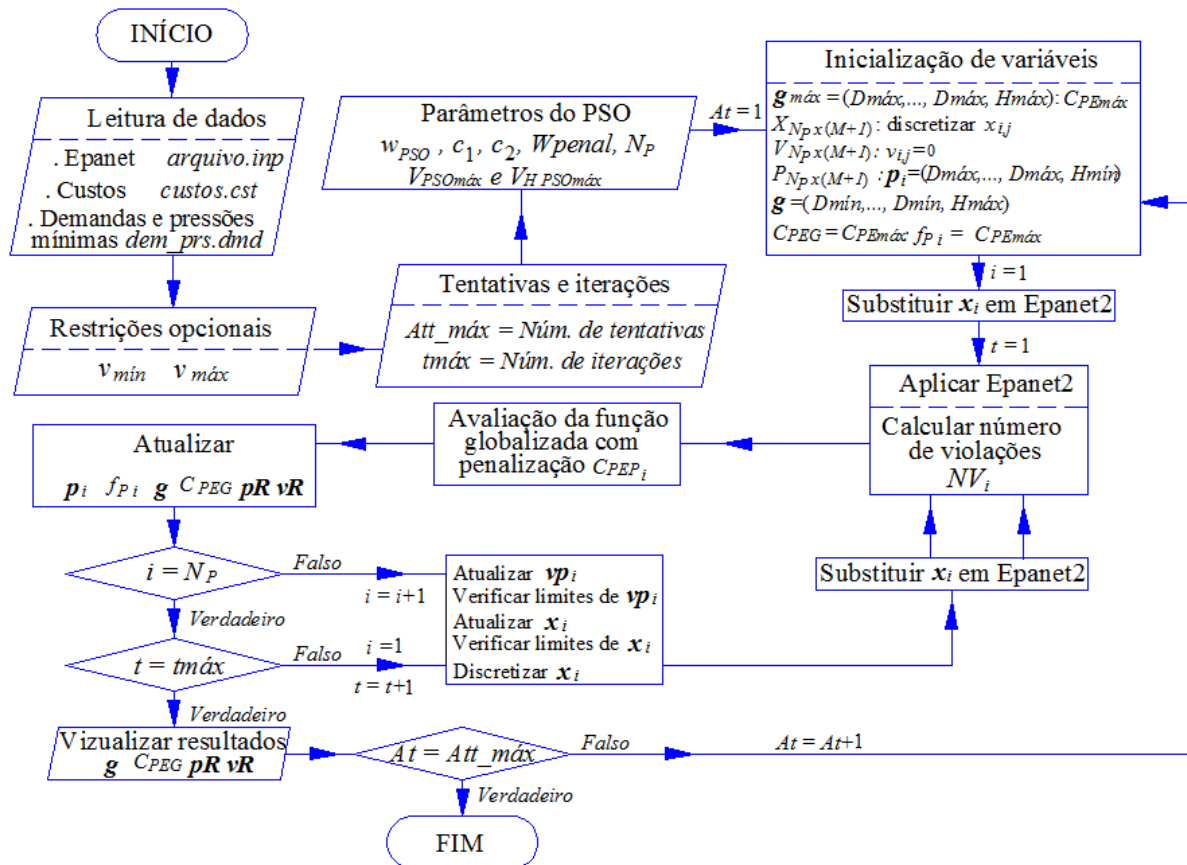 INÍCIO
Leitura de dados
. Epanet arquivo.inp
. Custos custos.cst
. Demandas e pressões
mínimas dem_prs.dmd
Restrições opcionais
v mín v máx
Tentativas e iterações
Att_máx = Núm. de tentativas
tmáx = Núm. de iterações
Parâmetros do PSO
wPSO , c1 , c2 , Wpenal, NP
VPSOmáx e VH PSOmáx
At = 1
Inicialização de variáveis
g máx = (Dmáx,..., Dmáx, Hmáx) : CPEmáx
XNP x(M+1) : discretizar xi,j
VNP x(M+1) : vi,j=0
PNP x(M+1) : pi=(Dmáx,..., Dmáx, Hmín)
g =(Dmín,..., Dmín, Hmáx)
CPEG = CPEmáx; fP i = CPEmáx
i =1
Substituir xi em Epanet2
t = 1
Aplicar Epanet2
Calcular número
de violações
NVi
Avaliação da função
globalizada com
penalização CPEPi
Atualizar
pi fPi g CPEG pR vR
i = NP
Falso
i = i+1
Verdadeiro
t = tmáx
Falso
i =1
t = t+1
Atualizar vpi
Verificar limites de vpi
Atualizar xi
Verificar limites de xi
Discretizar xi
Substituir xi em Epanet2
Verdadeiro
Vizualizar resultados
g CPEG pR vR
At = Att_máx
Falso
At = At+1
Verdadeiro
FIM